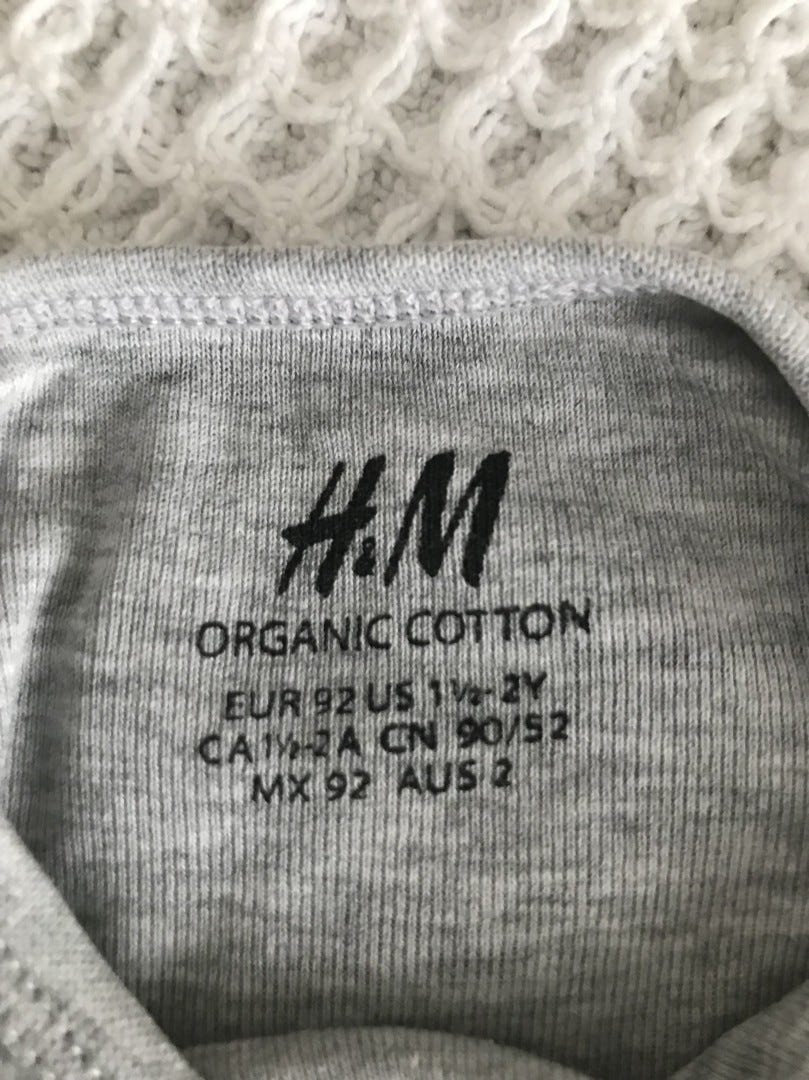 H&M
ORGANIC COTTON
EUR 92 US 1½-2Y
CA 1½-2A CN 90/52
MX 92 AUS 2